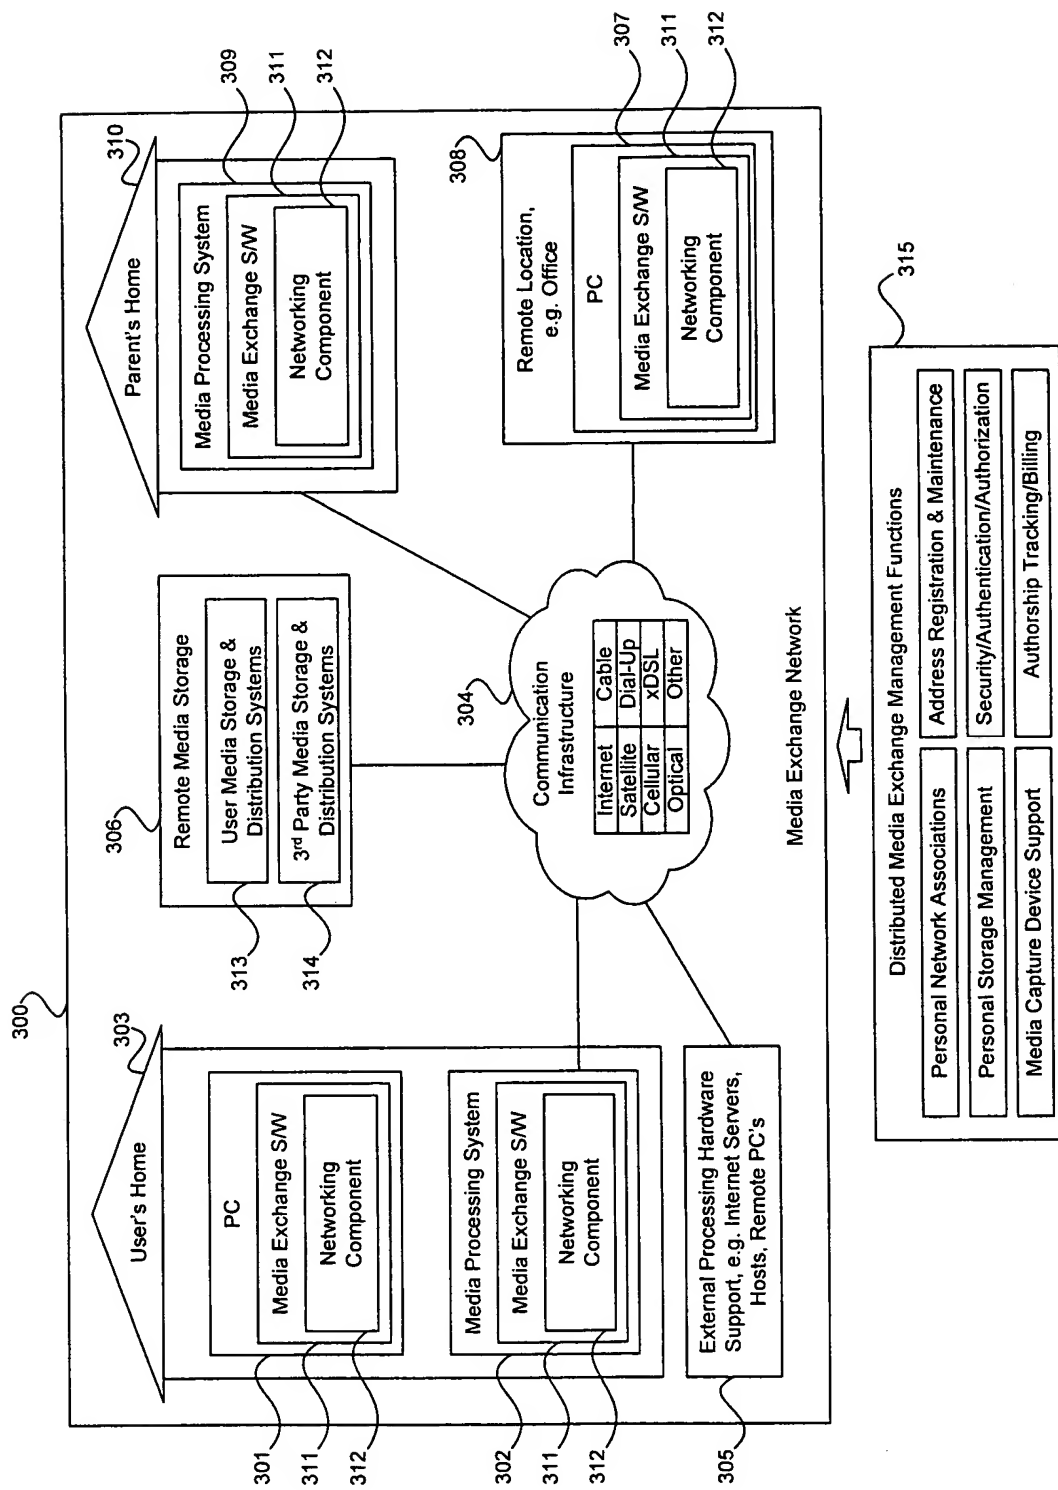 300
303
User's Home
PC
Media Exchange S/W
Networking
Component
301
311
312
Media Processing System
Media Exchange S/W
Networking
Component
302
311
312
External Processing Hardware
Support, e.g. Internet Servers,
Hosts, Remote PC's
305
306
Remote Media Storage
User Media Storage &
Distribution Systems
3rd Party Media Storage &
Distribution Systems
313
314
304
Communication
Infrastructure
Internet Cable
Satellite Dial-Up
Cellular xDSL
Optical Other
310
Parent's Home
Media Processing System
Media Exchange S/W
Networking
Component
309
311
312
308
Remote Location,
e.g. Office
PC
Media Exchange S/W
Networking
Component
307
311
312
Media Exchange Network
315
Distributed Media Exchange Management Functions
Personal Network Associations Address Registration & Maintenance
Personal Storage Management Security/Authentication/Authorization
Media Capture Device Support Authorship Tracking/Billing